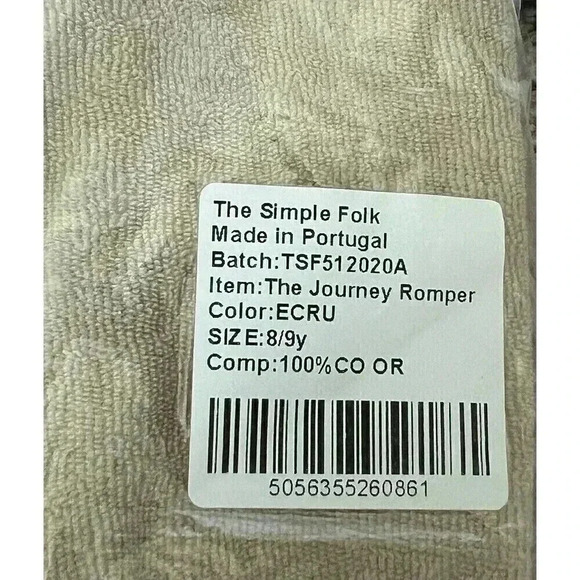 The Simple Folk
Made in Portugal
Batch:TSF512020A
Item:The Journey Romper
Color:ECRU
SIZE:8/9y
Comp:100%CO OR
5056355260861